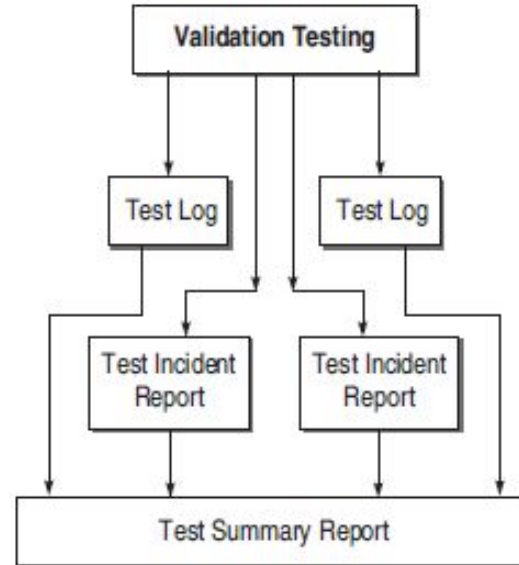 Validation Testing
Test Log
Test Log
Test Incident
Report
Test Incident
Report
Test Summary Report